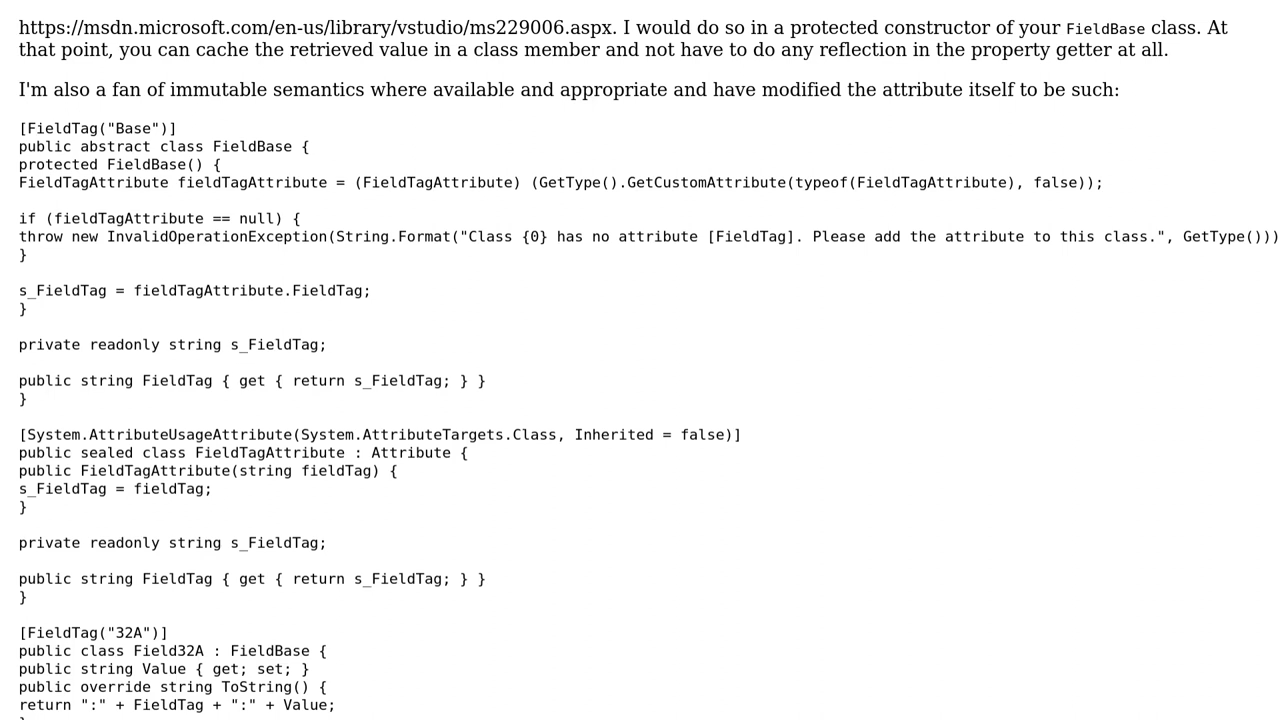 https://msdn.microsoft.com/en-us/library/vstudio/ms229006.aspx. I would do so in a protected constructor of your FieldBase class. At
that point, you can cache the retrieved value in a class member and not have to do any reflection in the property getter at all.
I'm also a fan of immutable semantics where available and appropriate and have modified the attribute itself to be such:
[FieldTag("Base")]
public abstract class FieldBase {
protected FieldBase() {
FieldTagAttribute fieldTagAttribute = (FieldTagAttribute) (GetType().GetCustomAttribute(typeof(FieldTagAttribute), false));
if (fieldTagAttribute == null) {
throw new InvalidOperationException(String.Format("Class {0} has no attribute [FieldTag]. Please add the attribute to this class.", GetType()))
}
s_FieldTag = fieldTagAttribute.FieldTag;
}
private readonly string s_FieldTag;
public string FieldTag { get { return s_FieldTag; } }
}
[System.AttributeUsageAttribute(System.AttributeTargets.Class, Inherited = false)]
public sealed class FieldTagAttribute : Attribute {
public FieldTagAttribute(string fieldTag) {
s_FieldTag = fieldTag;
}
private readonly string s_FieldTag;
public string FieldTag { get { return s_FieldTag; } }
}
[FieldTag("32A")]
public class Field32A : FieldBase {
public string Value { get; set; }
public override string ToString() {
return ":" + FieldTag + ":" + Value;